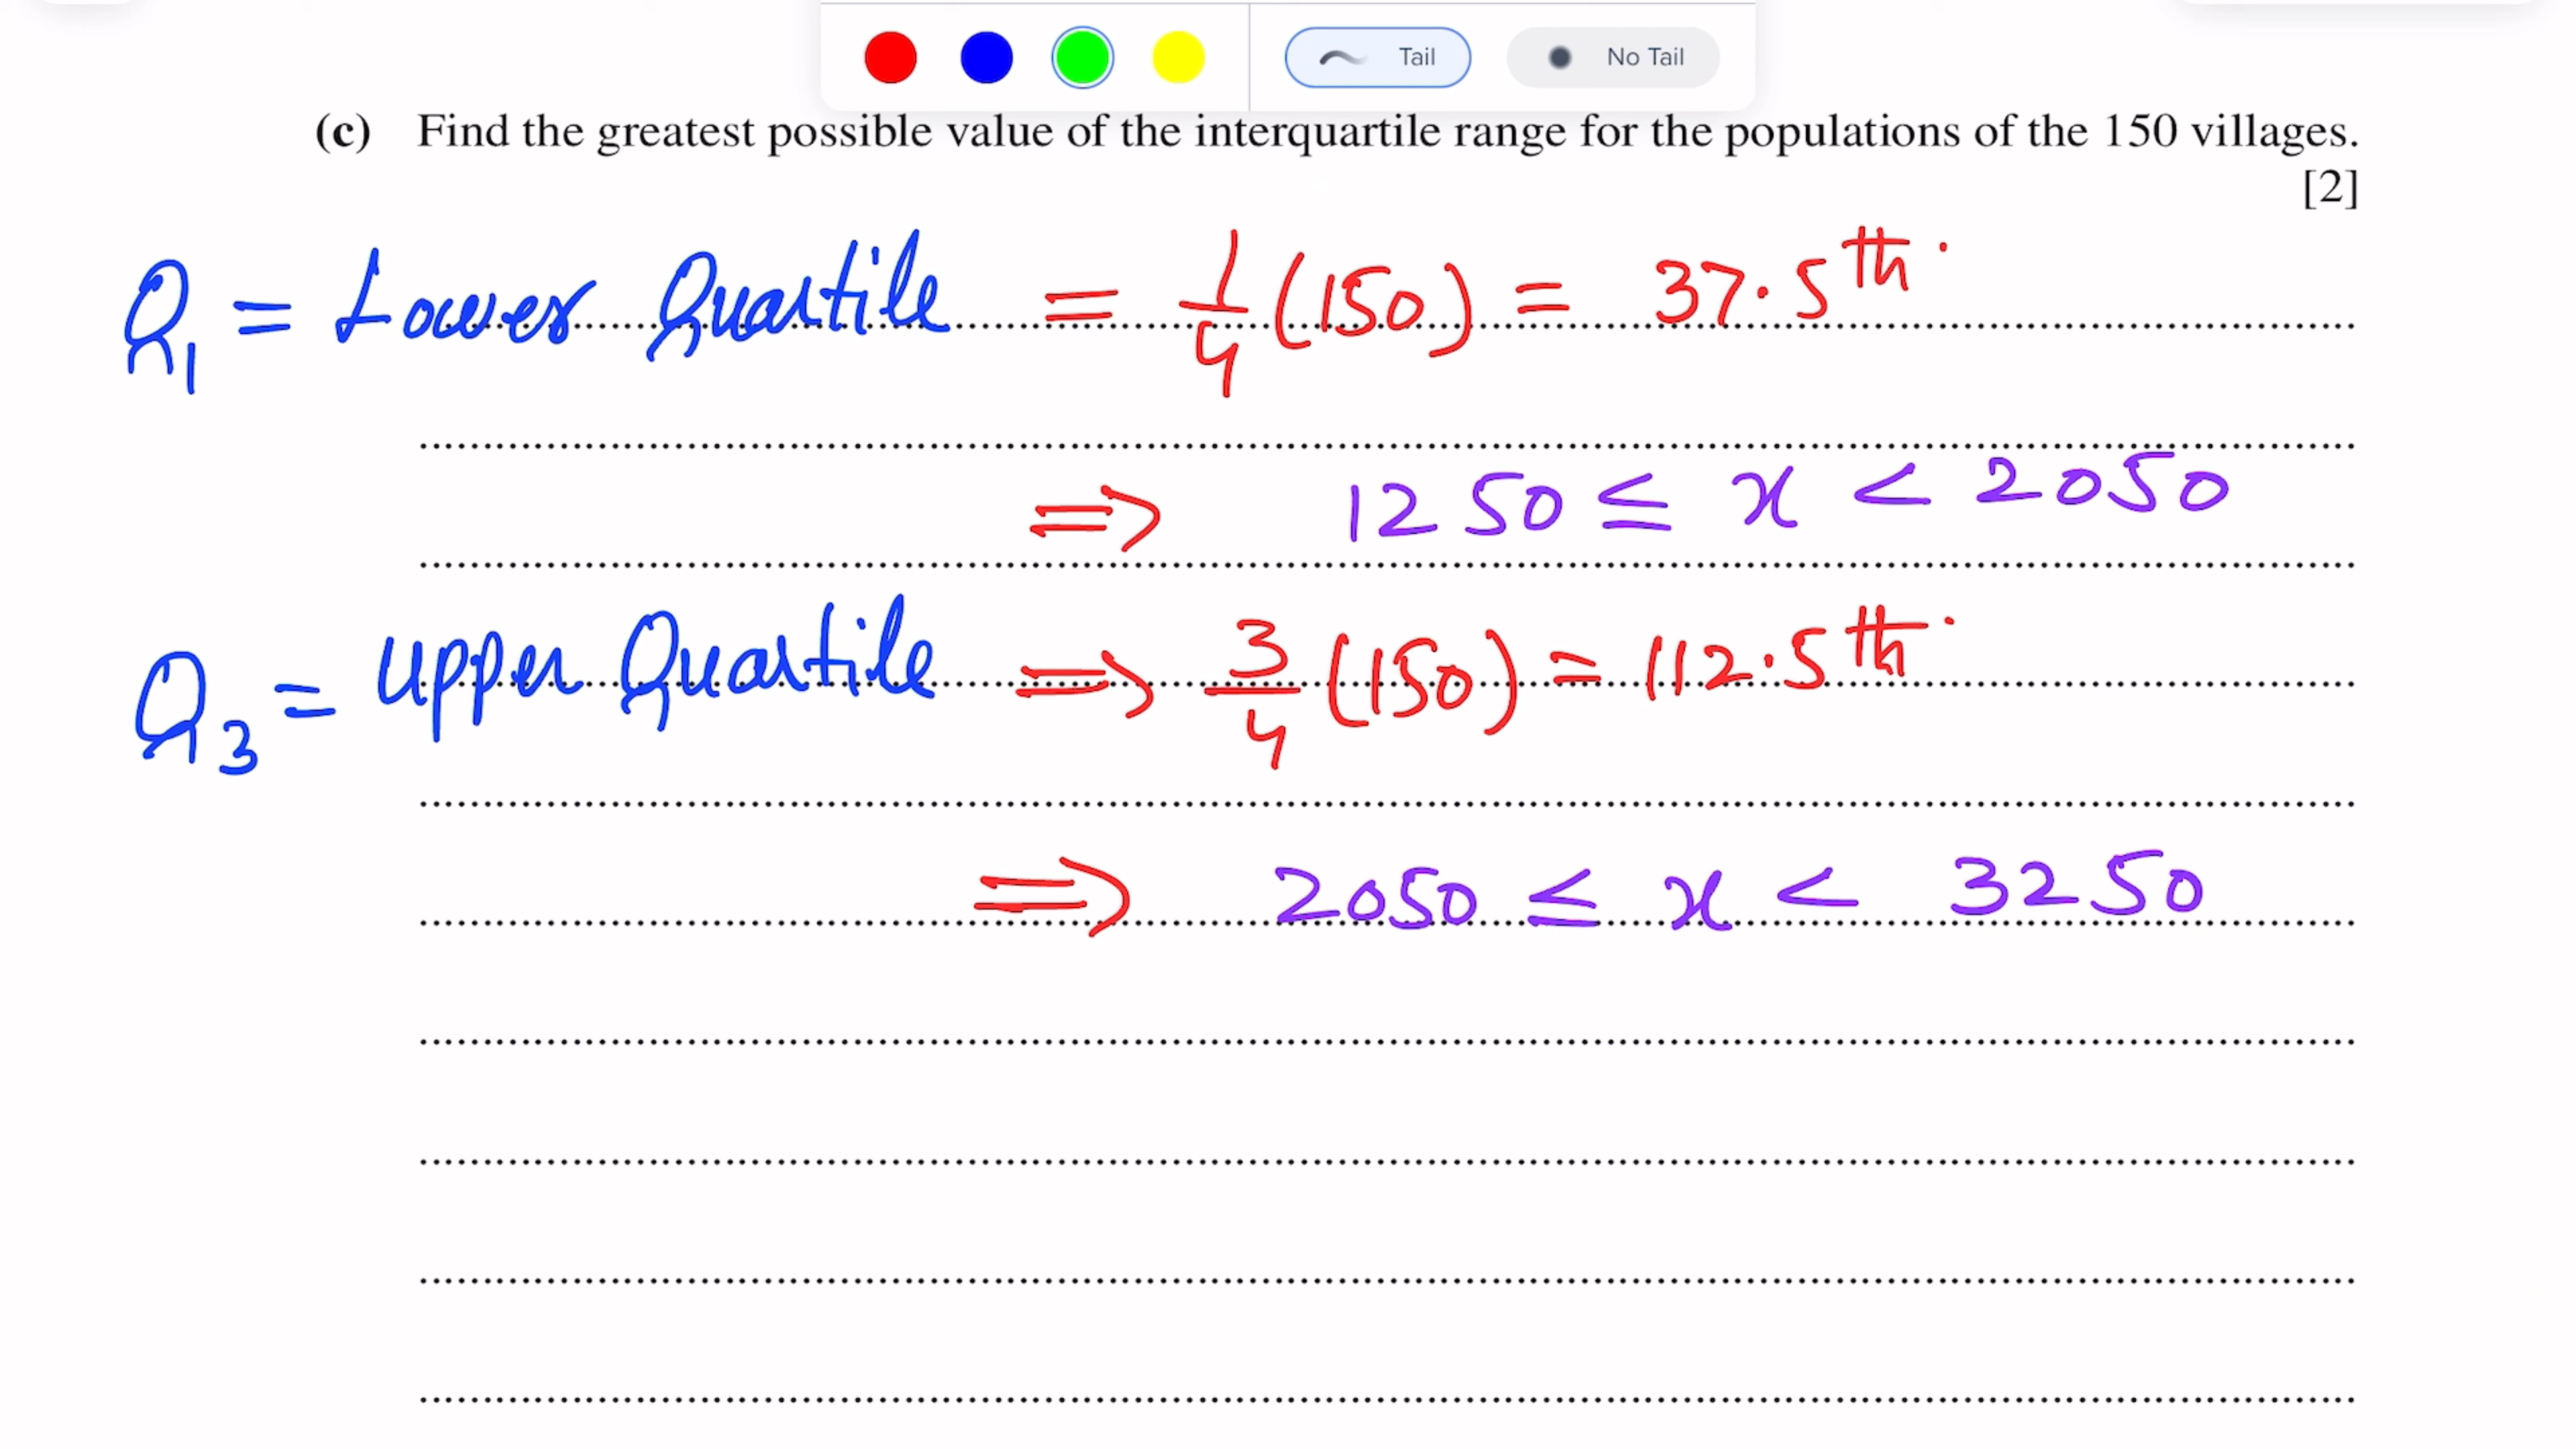 Tail No Tail
(c) Find the greatest possible value of the interquartile range for the populations of the 150 villages.
[2]
Q₁ = Lower Quartile = 1/4 (150) = 37.5th.
⇒ 1250 ≤ x < 2050
Q₃ = Upper Quartile ⇒ 3/4 (150) = 112.5th.
⇒ 2050 ≤ x < 3250